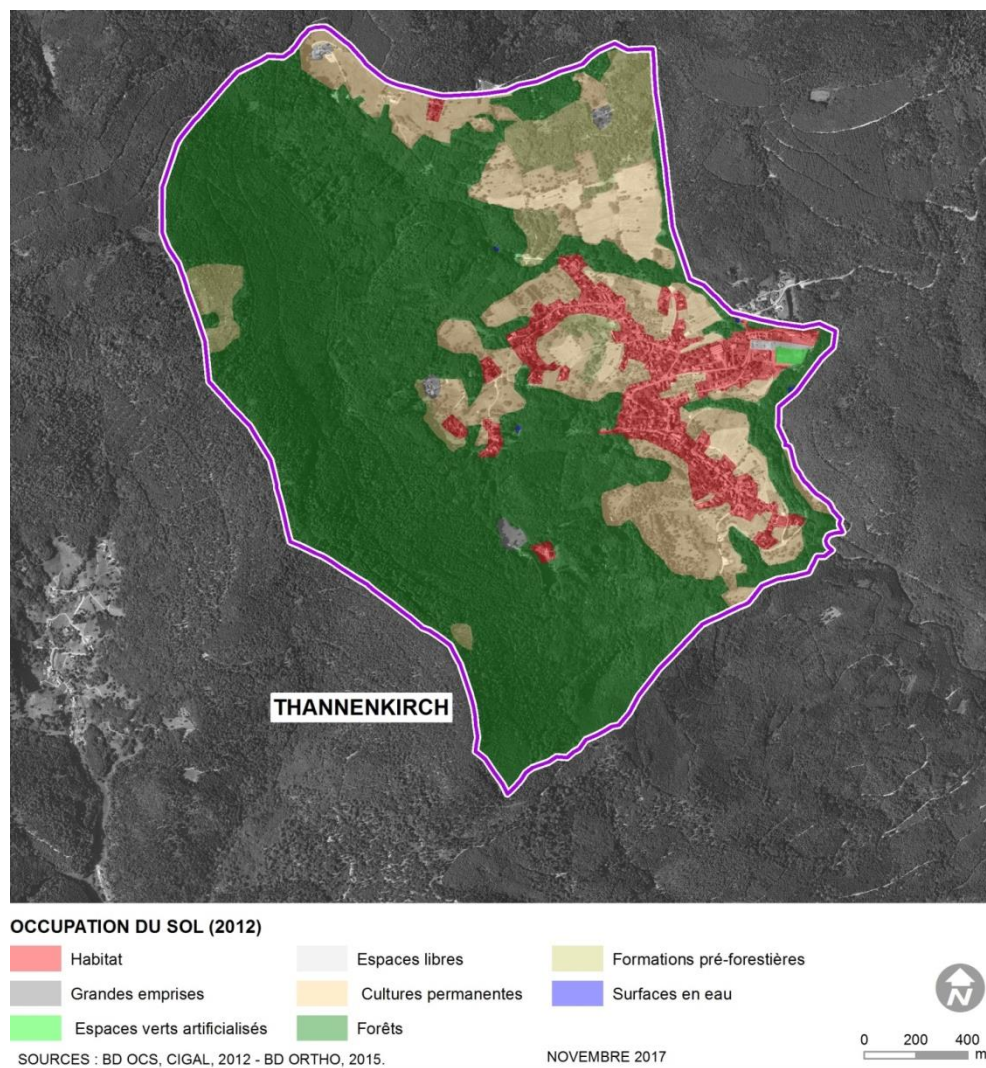 THANNENKIRCH
OCCUPATION DU SOL (2012)
Habitat
Espaces libres
Formations pré-forestières
Grandes emprises
Cultures permanentes
Surfaces en eau
Espaces verts artificialisés
Forêts
N
0 200 400
m
SOURCES : BD OCS, CIGAL, 2012 - BD ORTHO, 2015.
NOVEMBRE 2017